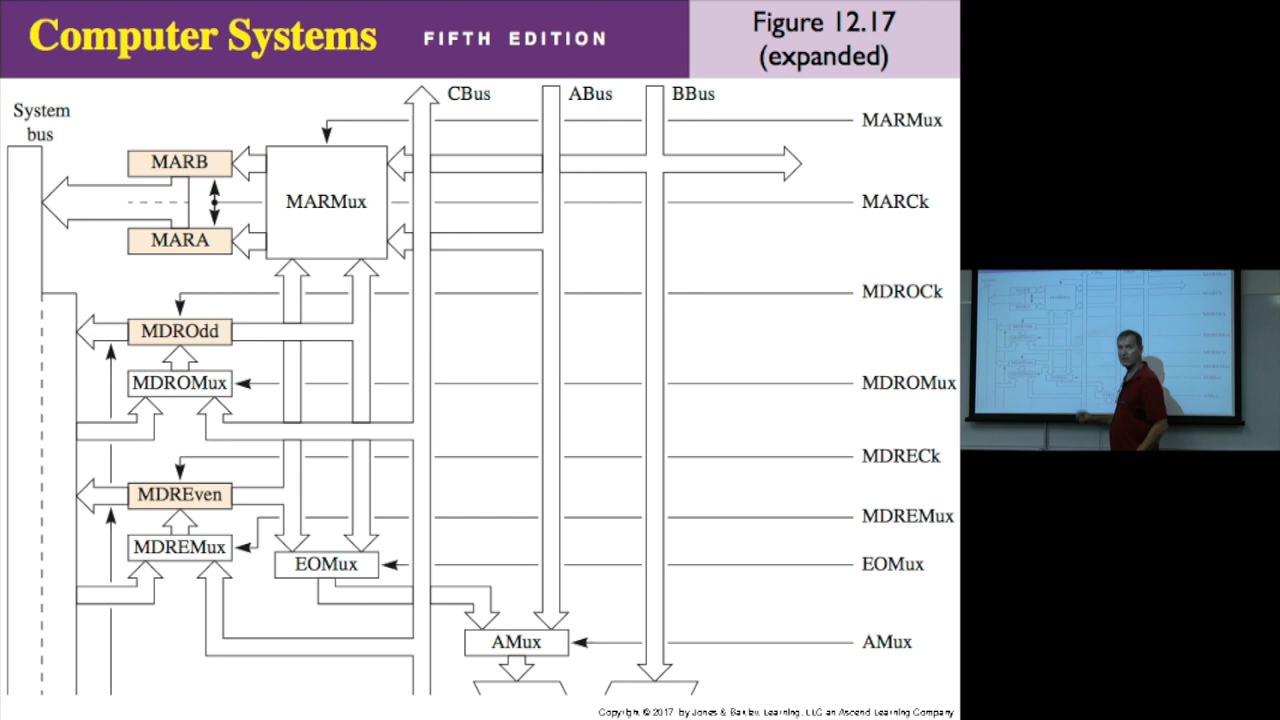 Computer Systems FIFTH EDITION
Figure 12.17
(expanded)
System
bus
CBus
ABus
BBus
MARMux
MARB
MARMux
MARCk
MARA
MDROCk
MDROdd
MDROMux
MDROMux
MDRECk
MDREven
MDREMux
MDREMux
EOMux
EOMux
AMux
AMux
Copyright © 2017 by Jones & Bartlett Learning, LLC an Ascend Learning Company